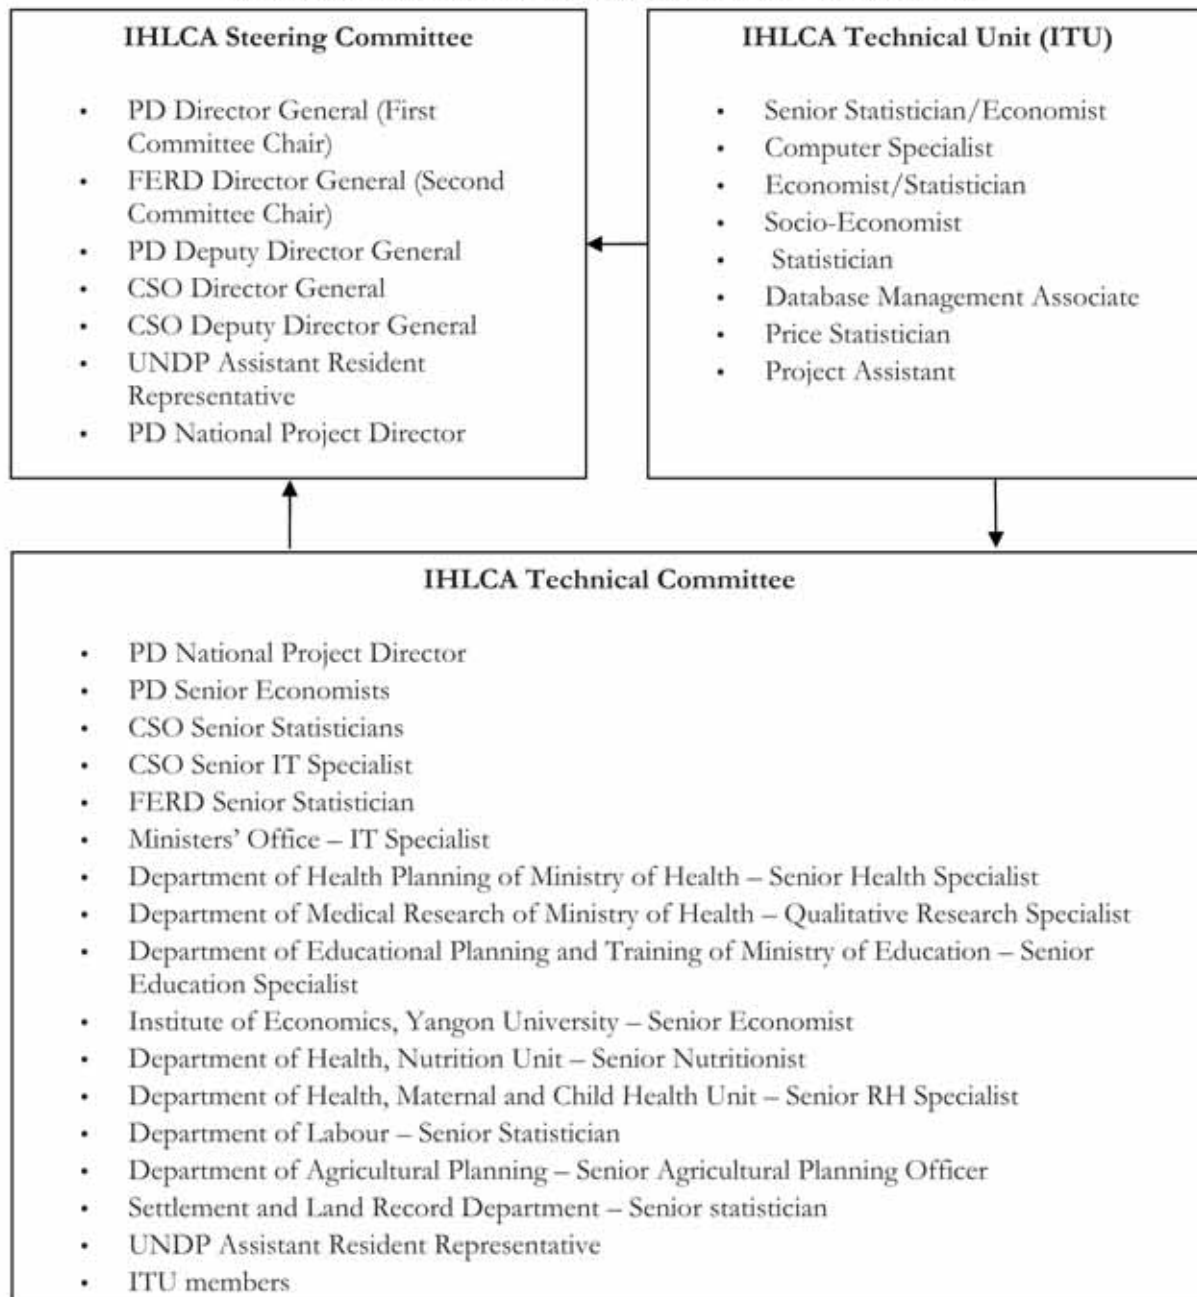 IHLCA Steering Committee
• PD Director General (First
Committee Chair)
• FERD Director General (Second
Committee Chair)
• PD Deputy Director General
• CSO Director General
• CSO Deputy Director General
• UNDP Assistant Resident
Representative
• PD National Project Director
IHLCA Technical Unit (ITU)
• Senior Statistician/Economist
• Computer Specialist
• Economist/Statistician
• Socio-Economist
• Statistician
• Database Management Associate
• Price Statistician
• Project Assistant
IHLCA Technical Committee
• PD National Project Director
• PD Senior Economists
• CSO Senior Statisticians
• CSO Senior IT Specialist
• FERD Senior Statistician
• Ministers’ Office – IT Specialist
• Department of Health Planning of Ministry of Health – Senior Health Specialist
• Department of Medical Research of Ministry of Health – Qualitative Research Specialist
• Department of Educational Planning and Training of Ministry of Education – Senior
Education Specialist
• Institute of Economics, Yangon University – Senior Economist
• Department of Health, Nutrition Unit – Senior Nutritionist
• Department of Health, Maternal and Child Health Unit – Senior RH Specialist
• Department of Labour – Senior Statistician
• Department of Agricultural Planning – Senior Agricultural Planning Officer
• Settlement and Land Record Department – Senior statistician
• UNDP Assistant Resident Representative
• ITU members